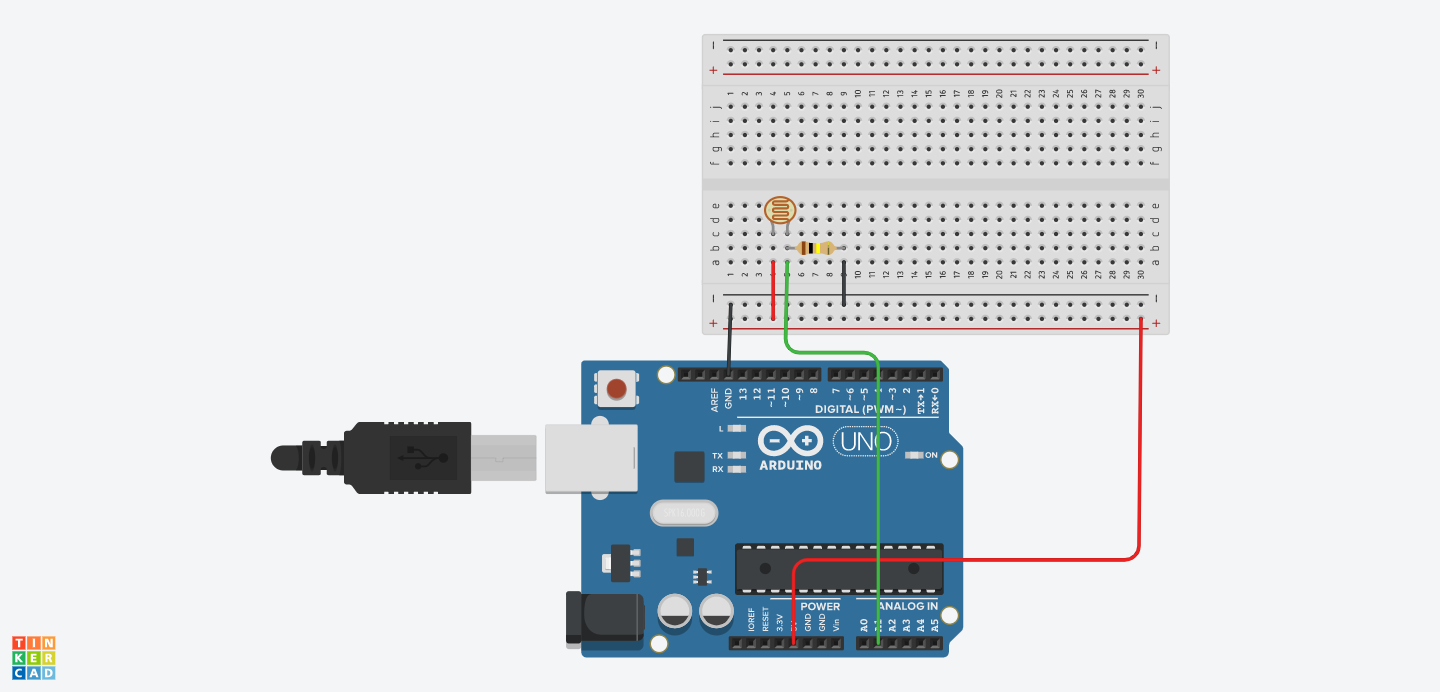 1 2 3 4 5 6 7 8 9 10 11 12 13 14 15 16 17 18 19 20 21 22 23 24 25 26 27 28 29 30
j j
i i
h h
g g
f f
e e
d d
c c
b b
a a
1 2 3 4 5 6 7 8 9 10 11 12 13 14 15 16 17 18 19 20 21 22 23 24 25 26 27 28 29 30
AREF GND 13 12 ~11 ~10 ~9 8 7 ~6 ~5 ~3 2 TX→1 RX←0
DIGITAL (PWM~)
L
TX
RX
ARDUINO
UNO
ON
POWER
ANALOG IN
IOREF RESET 3.3V GND GND Vin A0 A2 A3 A4 A5
TIN
KER
CAD